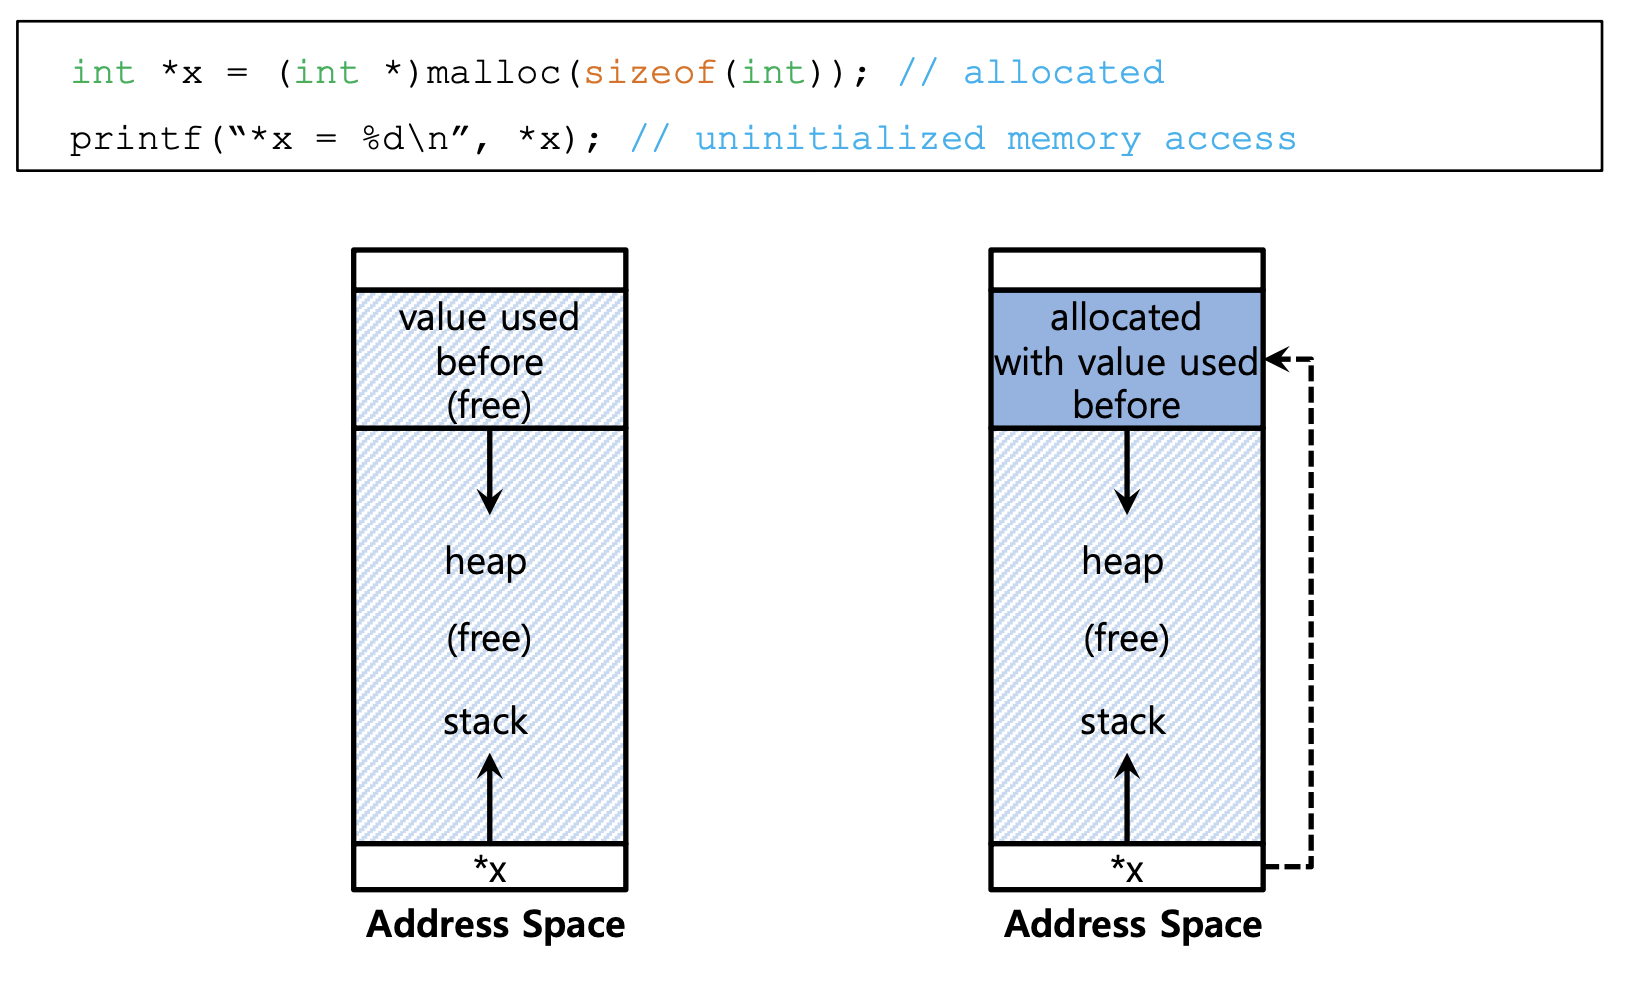 int *x = (int *)malloc(sizeof(int)); // allocated
printf(“*x = %d\n”, *x); // uninitialized memory access
value used
before
(free)
heap
(free)
stack
*x
Address Space
allocated
with value used
before
heap
(free)
stack
*x
Address Space